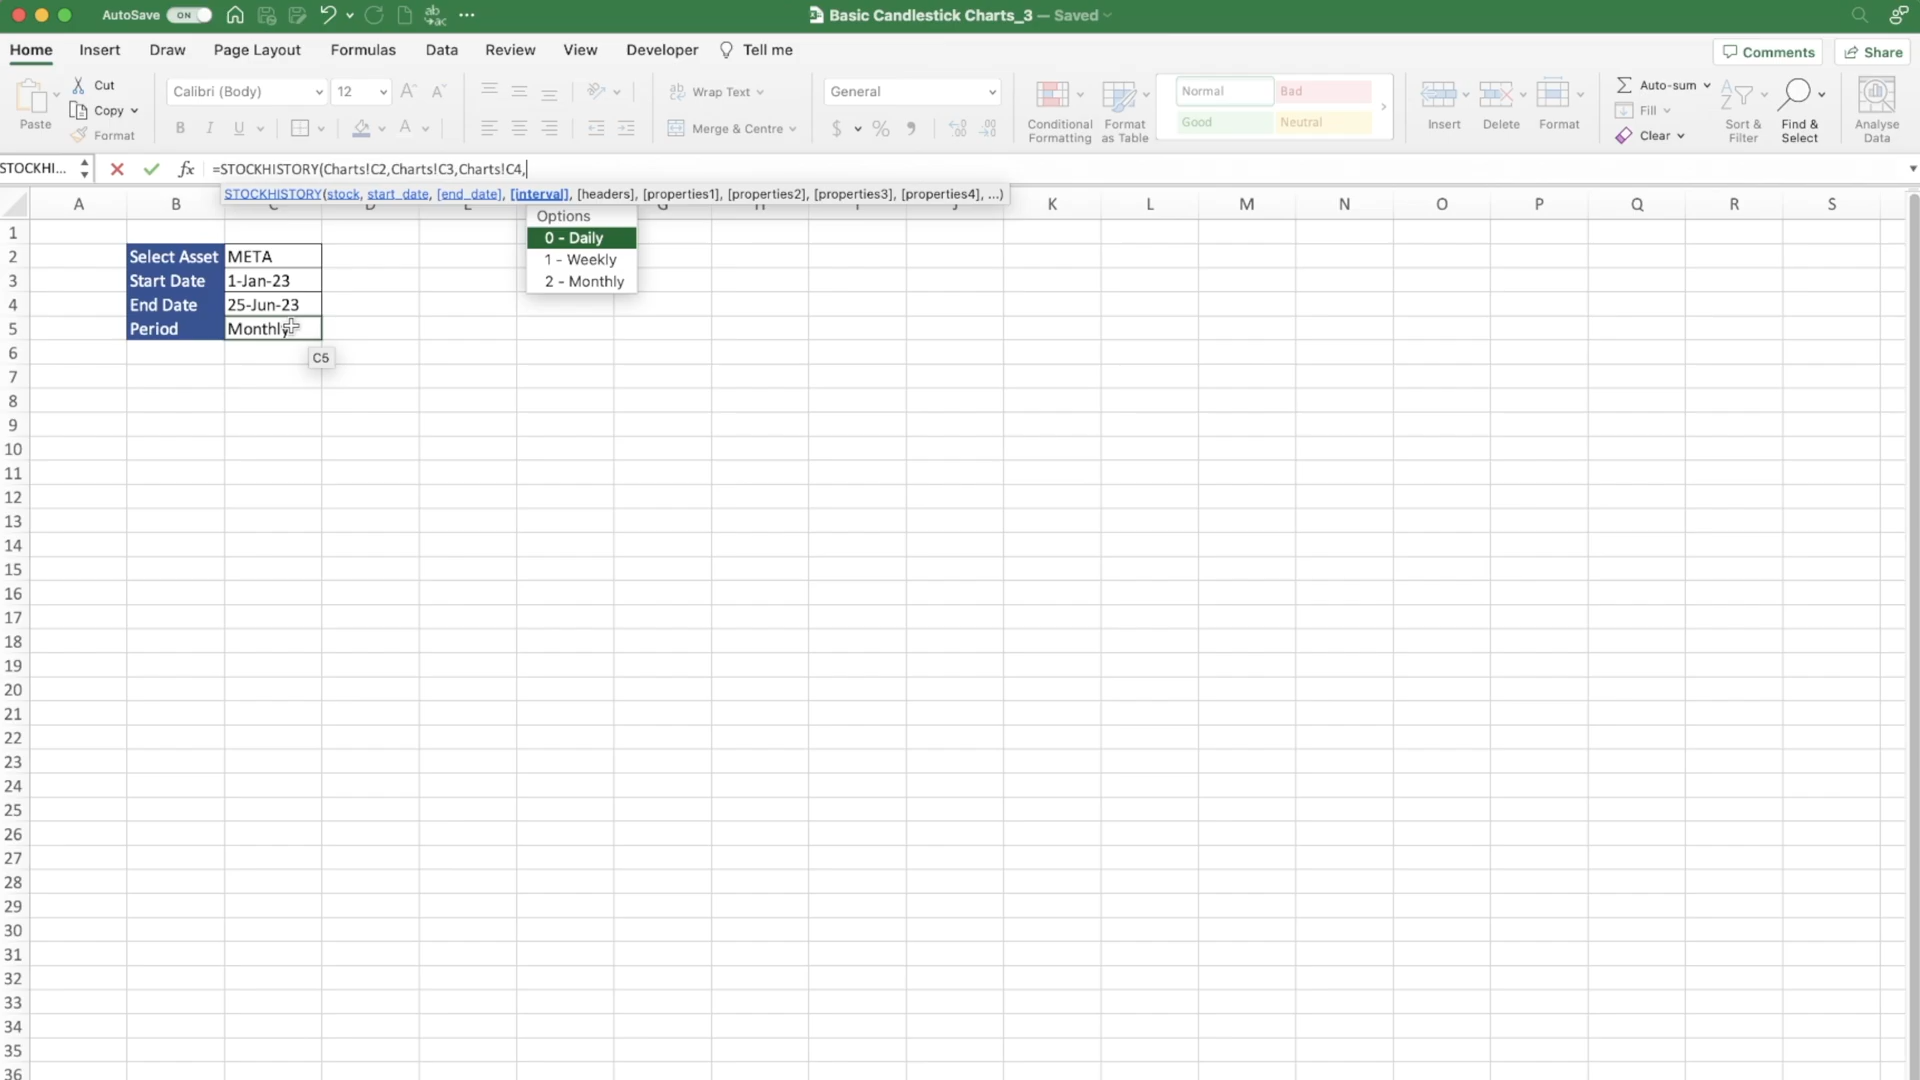 AutoSave ON
Basic Candlestick Charts_3 — Saved
Home Insert Draw Page Layout Formulas Data Review View Developer Tell me
Comments Share
Paste
Cut
Copy
Format
Calibri (Body) 12
B I U
Wrap Text
Merge & Centre
General
$ %
Conditional Formatting
Format as Table
Normal Bad
Good Neutral
Insert Delete Format
Auto-sum
Fill
Clear
Sort & Filter
Find & Select
Analyse Data
STOCKHI...
fx
=STOCKHISTORY(Charts!C2,Charts!C3,Charts!C4,
STOCKHISTORY(stock, start_date, [end_date], [interval], [headers], [properties1], [properties2], [properties3], [properties4], ...)
A B K L M N O P Q R S
Options
0 - Daily
1 - Weekly
2 - Monthly
1
2 Select Asset META
3 Start Date 1-Jan-23
4 End Date 25-Jun-23
5 Period Monthly
C5
6
7
8
9
10
11
12
13
14
15
16
17
18
19
20
21
22
23
24
25
26
27
28
29
30
31
32
33
34
35
36